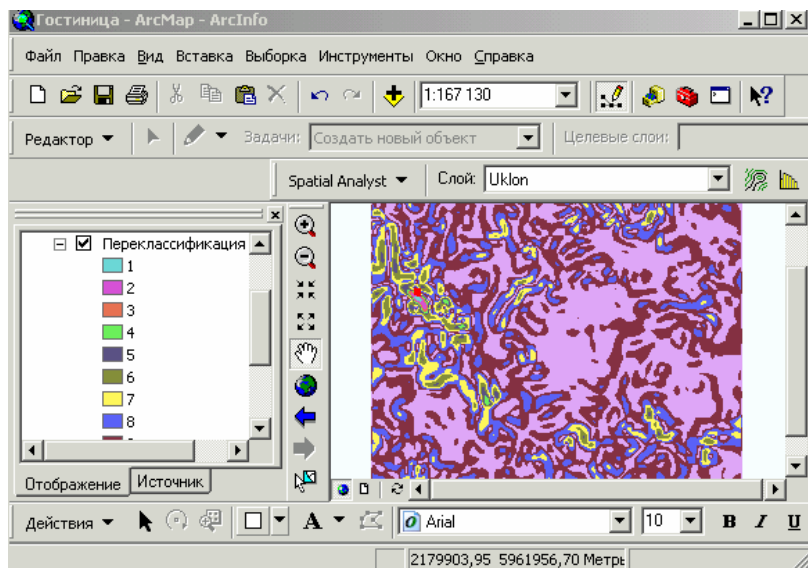 Гостиница - ArcMap - ArcInfo
Файл Правка Вид Вставка Выборка Инструменты Окно Справка
1:167 130
Редактор Задачи: Создать новый объект Целевые слои:
Spatial Analyst Слой: Uklon
Переклассификация
1
2
3
4
5
6
7
8
Отображение Источник
Действия A Arial 10 B I U
2179903,95 5961956,70 Метры